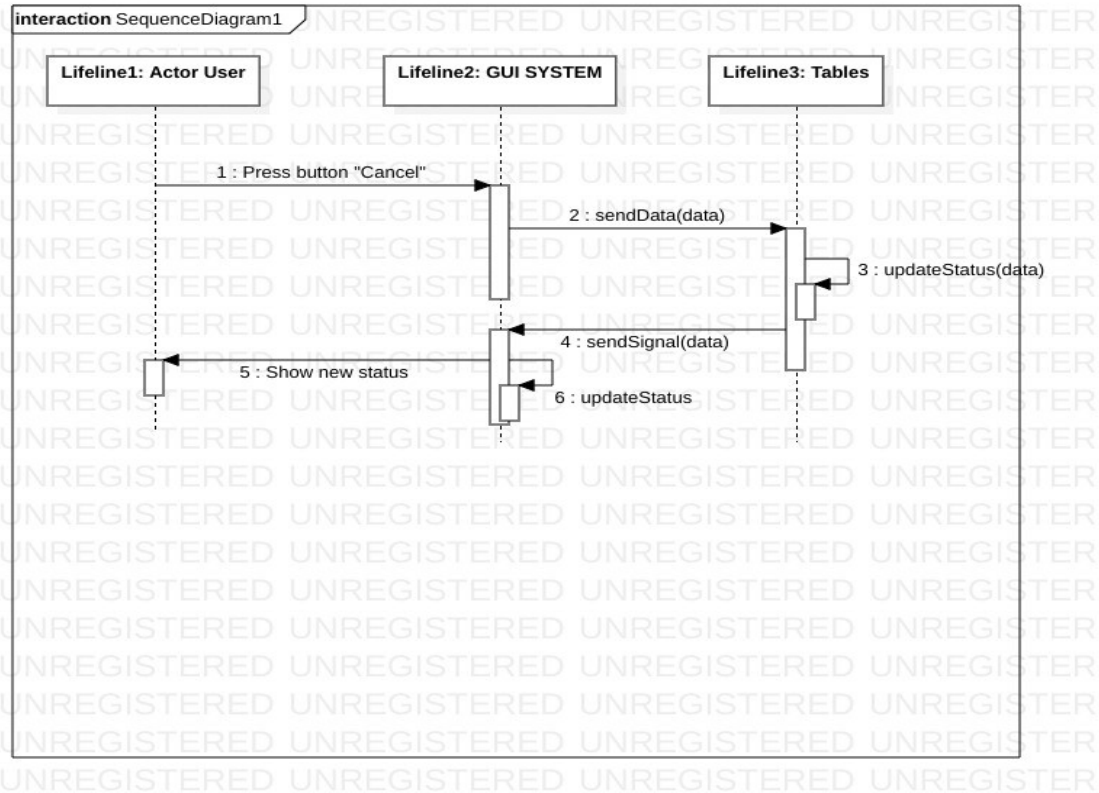 interaction SequenceDiagram1
Lifeline1: Actor User
Lifeline2: GUI SYSTEM
Lifeline3: Tables
1 : Press button "Cancel"
2 : sendData(data)
3 : updateStatus(data)
4 : sendSignal(data)
5 : Show new status
6 : updateStatus
UNREGISTERED UNREGISTERED UNREGISTERED UNREGISTERED